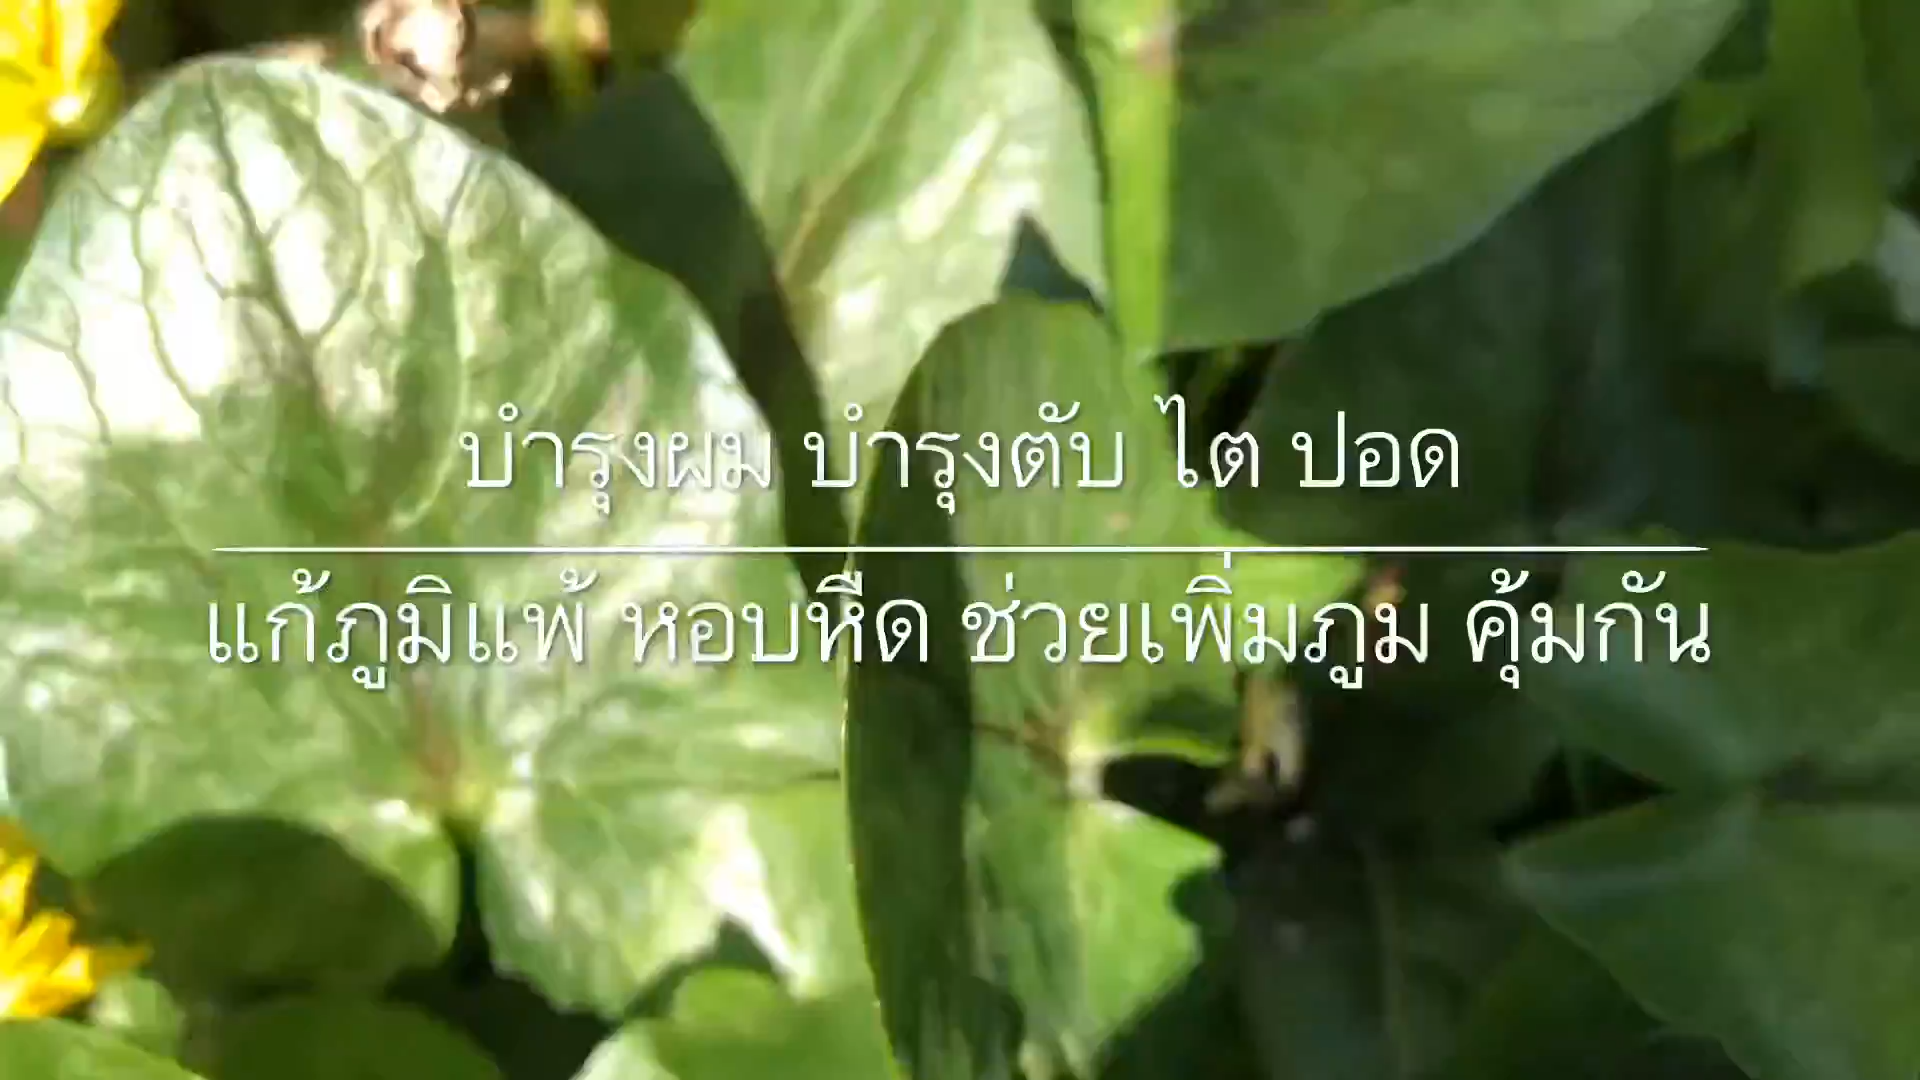 บำรุงผม บำรุงตับ ไต ปอด
แก้ภูมิแพ้ หอบหืด ช่วยเพิ่มภูม คุ้มกัน